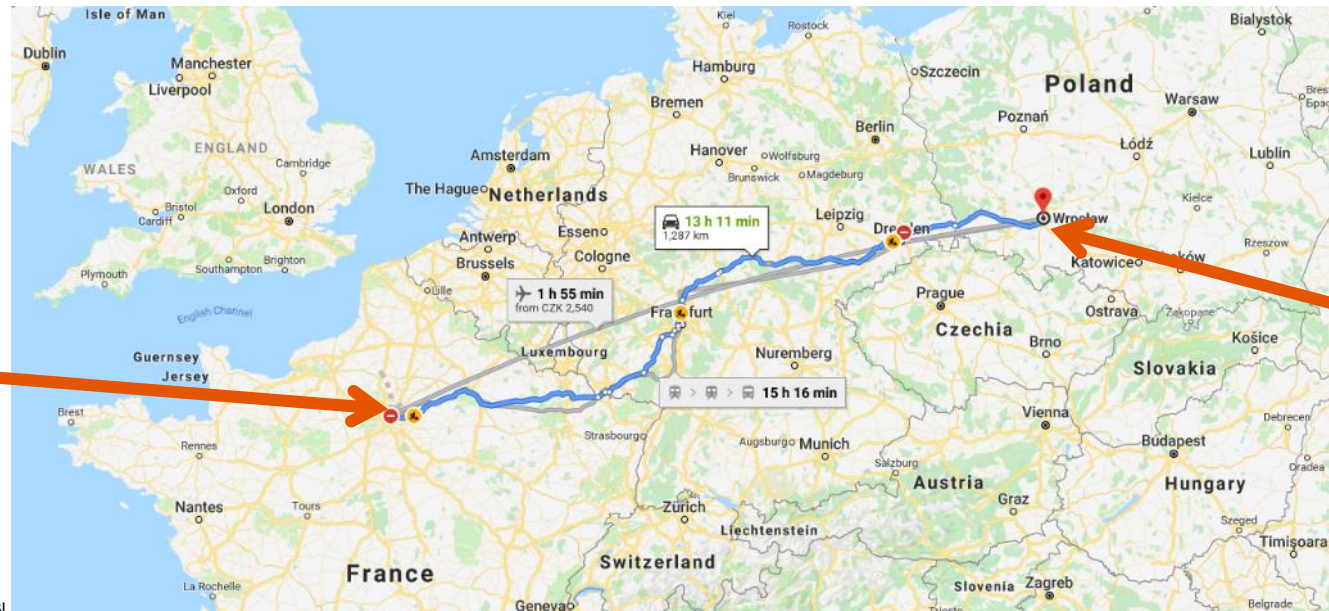 Isle of Man
Kiel
Rostock
Bialystok
Dublin
Manchester
Liverpool
Hamburg
Szczecin
Poland
Bremen
Warsaw
Berlin
Poznań
ENGLAND
WALES
Cambridge
Amsterdam
Hanover
Wolfsburg
Brunswick
Magdeburg
Łódź
Lublin
Oxford
The Hague
Netherlands
Bristol
Cardiff
London
Leipzig
Kielce
13 h 11 min
1,287 km
Wrocław
Essen
Antwerp
Brussels
Cologne
Rzeszow
Katowice
Plymouth
Southampton
Brighton
Lille
1 h 55 min
from CZK 2,540
Prague
Ostrava
Zakopane
English Channel
Czechia
Brno
Košice
Luxembourg
Nuremberg
Guernsey
Jersey
Slovakia
15 h 16 min
Brest
Rennes
Strasbourg
Augsburg
Munich
Vienna
Debrecen
Budapest
Oradea
Salzburg
Nantes
Tours
Zürich
Austria
Graz
Hungary
Liechtenstein
Szeged
Timișoara
France
Switzerland
La Rochelle
Geneva
Slovenia
Zagreb
Belgrade